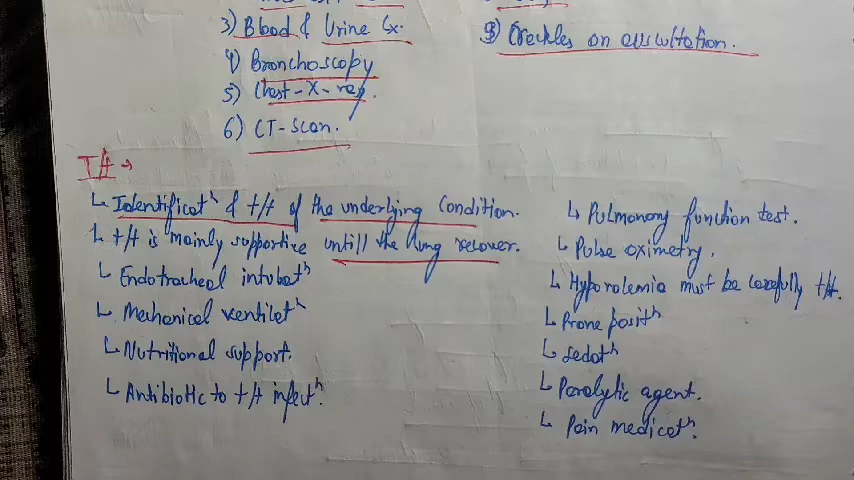 3) Blood & Urine Cx.
4) Bronchoscopy
5) Chest-X-ray.
6) CT-scan.
Crackles on auscultation.
T/t →
↳ Identificatⁿ & t/t of the underlying Condition.
↳ t/t is mainly supportive untill the lung recover.
↳ Endotracheal intubatⁿ
↳ Mechanical ventilatⁿ
↳ Nutritional support.
↳ Antibiotic to t/t infectⁿ.
↳ Pulmonary function test.
↳ Pulse oximetry.
↳ Hypovolemia must be carefully t/t.
↳ Prone positⁿ
↳ Sedatⁿ
↳ Paralytic agent.
↳ Pain medicatⁿ.